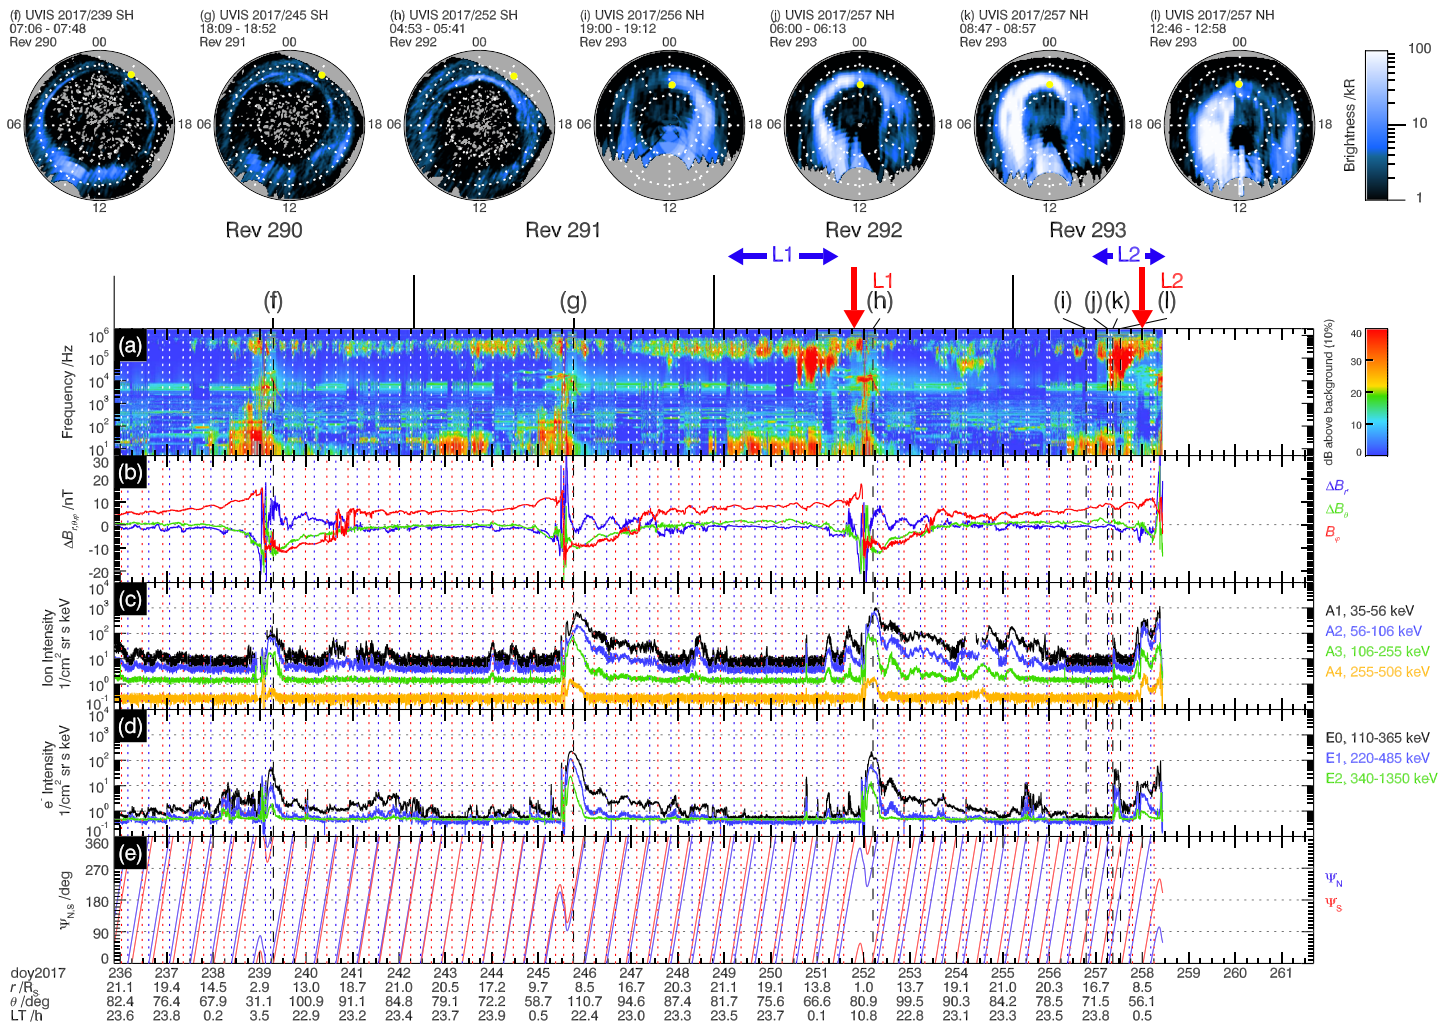 (f) UVIS 2017/239 SH
07:06 - 07:48
Rev 290
00
(g) UVIS 2017/245 SH
18:09 - 18:52
Rev 291
00
(h) UVIS 2017/252 SH
04:53 - 05:41
Rev 292
00
(i) UVIS 2017/256 NH
19:00 - 19:12
Rev 293
00
(j) UVIS 2017/257 NH
06:00 - 06:13
Rev 293
00
(k) UVIS 2017/257 NH
08:47 - 08:57
Rev 293
00
(l) UVIS 2017/257 NH
12:46 - 12:58
Rev 293
00
06 18 06 18 06 18 06 18 06 18 06 18 06 18
12 12 12 12 12 12 12
100
10
1
Brightness /kR
Rev 290 Rev 291 Rev 292 Rev 293
L1 L2
L1 L2
(f) (g) (h) (i) (j) (k) (l)
(a)
Frequency /Hz
10⁶
10⁵
10⁴
10³
10²
10¹
40
30
20
10
0
dB above background (10%)
(b)
ΔB r,θ,φ /nT
30
20
10
0
-10
-20
ΔBr
ΔBθ
Bφ
(c)
Ion Intensity
1/cm² sr s keV
10⁴
10³
10²
10¹
10⁰
10⁻¹
A1, 35-56 keV
A2, 56-106 keV
A3, 106-255 keV
A4, 255-506 keV
(d)
e⁻ Intensity
1/cm² sr s keV
10⁴
10³
10²
10¹
10⁰
10⁻¹
E0, 110-365 keV
E1, 220-485 keV
E2, 340-1350 keV
(e)
ΨN,S /deg
360
270
180
90
0
ΨN
ΨS
doy2017 236 237 238 239 240 241 242 243 244 245 246 247 248 249 250 251 252 253 254 255 256 257 258 259 260 261
r /RS 21.1 19.4 14.5 2.9 13.0 18.7 21.0 20.5 17.2 9.7 8.5 16.7 20.3 21.1 19.1 13.8 1.0 13.7 19.1 21.0 20.3 16.7 8.5
θ /deg 82.4 76.4 67.9 31.1 100.9 91.1 84.8 79.1 72.2 58.7 110.7 94.6 87.4 81.7 75.6 66.6 80.9 99.5 90.3 84.2 78.5 71.5 56.1
LT /h 23.6 23.8 0.2 3.5 22.9 23.2 23.4 23.7 23.9 0.5 22.4 23.0 23.3 23.5 23.7 0.1 10.8 22.8 23.1 23.3 23.5 23.8 0.5